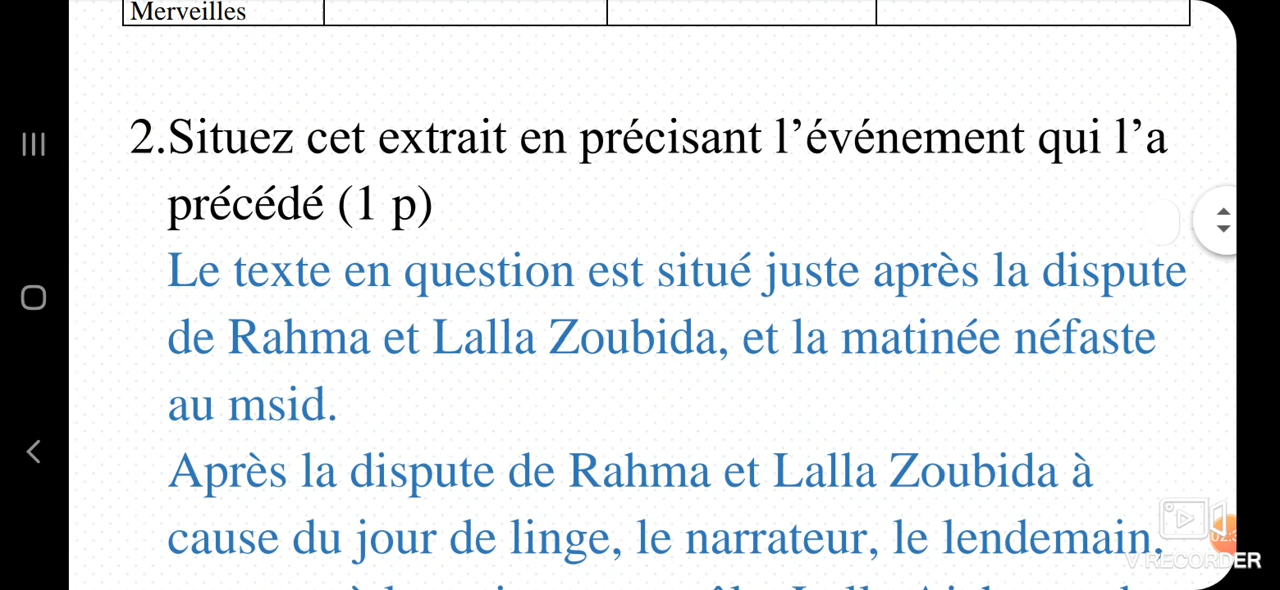 Merveilles
2.Situez cet extrait en précisant l’événement qui l’a
précédé (1 p)
Le texte en question est situé juste après la dispute
de Rahma et Lalla Zoubida, et la matinée néfaste
au msid.
Après la dispute de Rahma et Lalla Zoubida à
cause du jour de linge, le narrateur, le lendemain,
V RECORDER